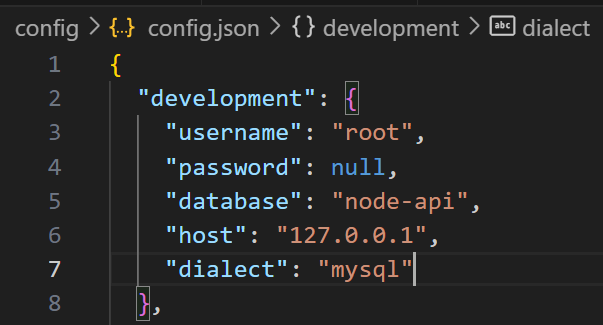 config > {..} config.json > { } development > abc dialect
1 {
2 "development": {
3 "username": "root",
4 "password": null,
5 "database": "node-api",
6 "host": "127.0.0.1",
7 "dialect": "mysql"
8 },